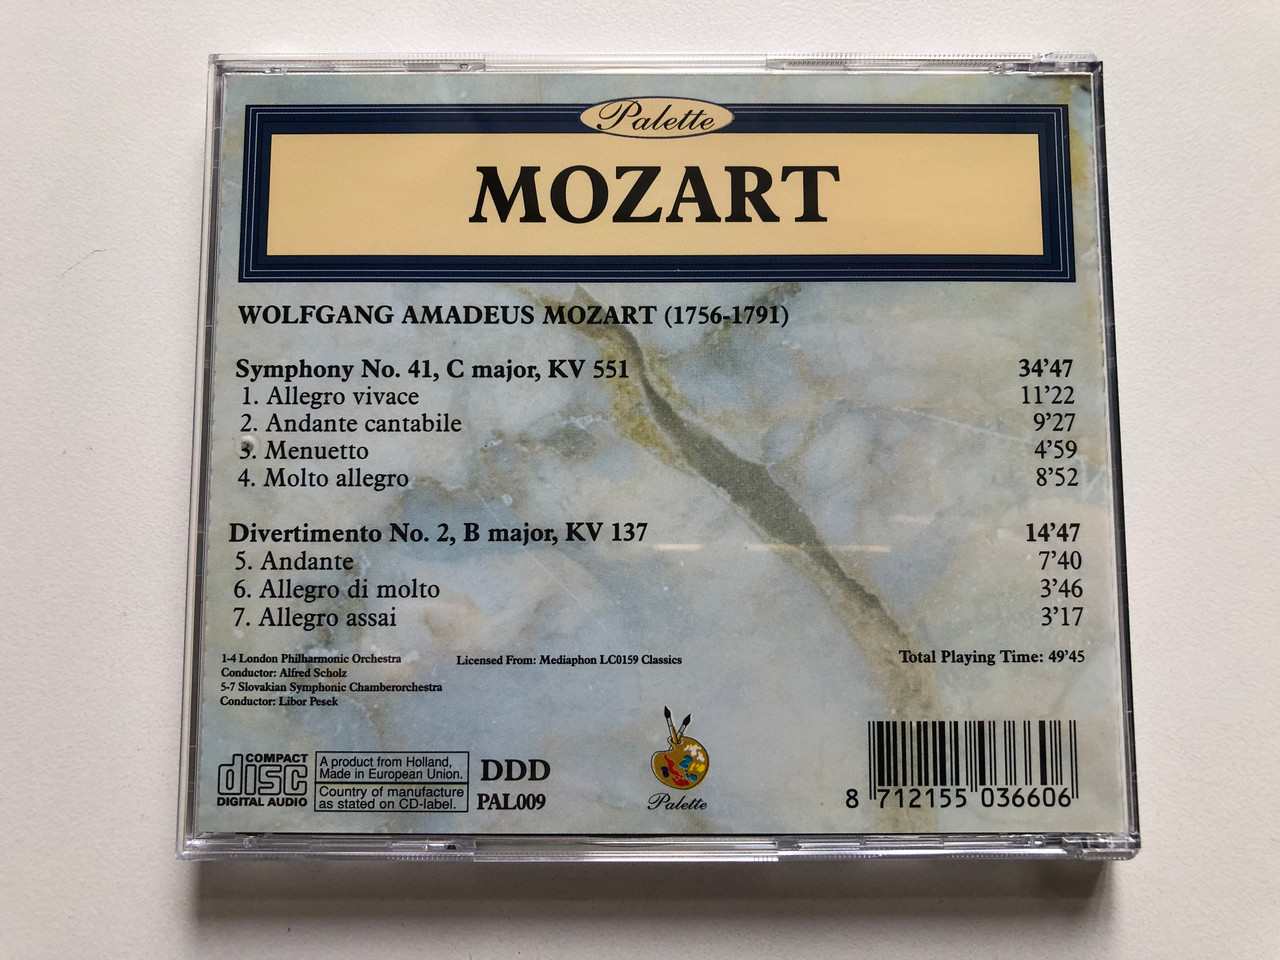 Palette
MOZART
WOLFGANG AMADEUS MOZART (1756-1791)
Symphony No. 41, C major, KV 551 34'47
1. Allegro vivace 11'22
2. Andante cantabile 9'27
3. Menuetto 4'59
4. Molto allegro 8'52
Divertimento No. 2, B major, KV 137 14'47
5. Andante 7'40
6. Allegro di molto 3'46
7. Allegro assai 3'17
1-4 London Philharmonic Orchestra
Conductor: Alfred Scholz
5-7 Slovakian Symphonic Chamberorchestra
Conductor: Libor Pesek
Licensed From: Mediaphon LC0159 Classics
Total Playing Time: 49'45
COMPACT
disc
DIGITAL AUDIO
A product from Holland,
Made in European Union.
Country of manufacture
as stated on CD-label.
DDD
PAL009
Palette
8 712155 036606